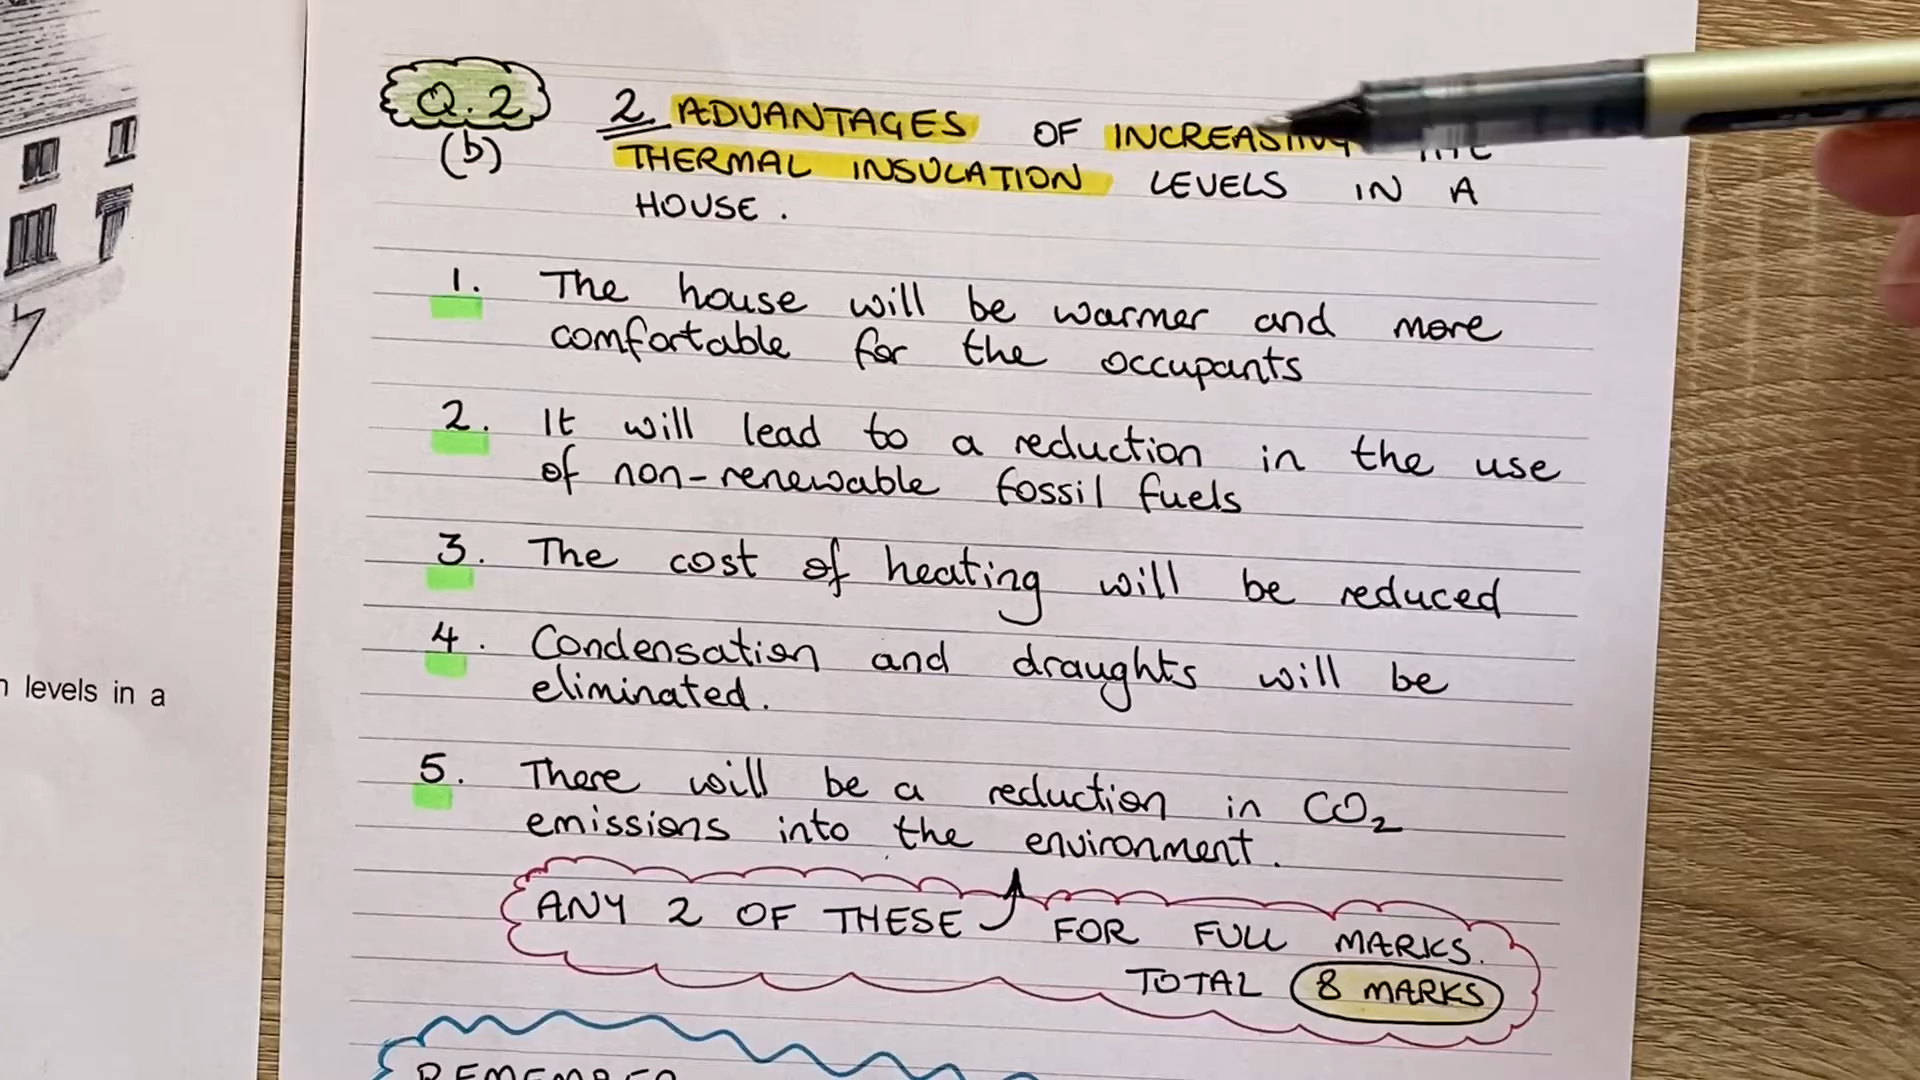 Q.2
(b)
2 ADVANTAGES OF INCREASING THE
THERMAL INSULATION LEVELS IN A
HOUSE.
1. The house will be warmer and more
comfortable for the occupants
2. It will lead to a reduction in the use
of non-renewable fossil fuels
3. The cost of heating will be reduced
4. Condensation and draughts will be
eliminated.
5. There will be a reduction in CO2
emissions into the environment.
ANY 2 OF THESE FOR FULL MARKS.
TOTAL 8 MARKS
REMEMBER
levels in a